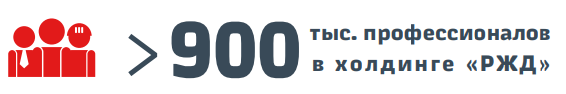 > 900 тыс. профессионалов
в холдинге «РЖД»